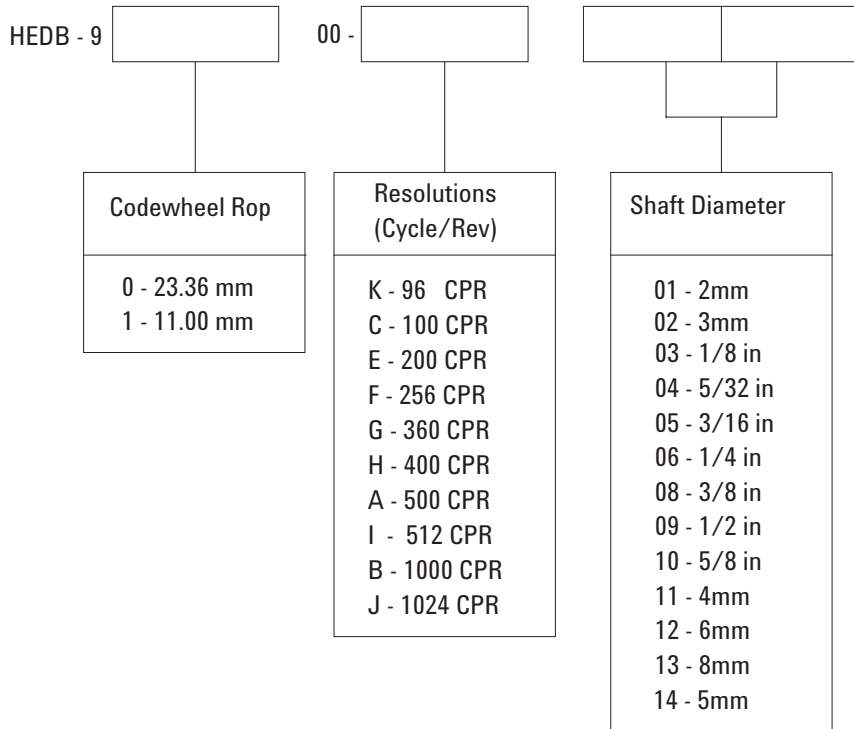 HEDB - 9 00 -
Codewheel Rop
0 - 23.36 mm
1 - 11.00 mm
Resolutions
(Cycle/Rev)
K - 96 CPR
C - 100 CPR
E - 200 CPR
F - 256 CPR
G - 360 CPR
H - 400 CPR
A - 500 CPR
I - 512 CPR
B - 1000 CPR
J - 1024 CPR
Shaft Diameter
01 - 2mm
02 - 3mm
03 - 1/8 in
04 - 5/32 in
05 - 3/16 in
06 - 1/4 in
08 - 3/8 in
09 - 1/2 in
10 - 5/8 in
11 - 4mm
12 - 6mm
13 - 8mm
14 - 5mm